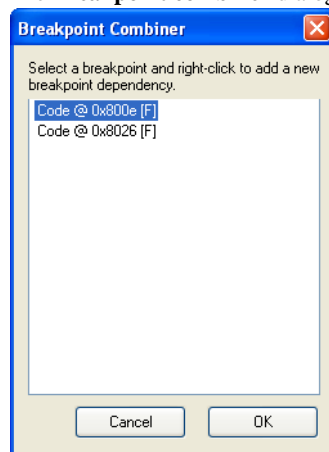 Breakpoint Combiner
Select a breakpoint and right-click to add a new
breakpoint dependency.
Code @ 0x800e [F]
Code @ 0x8026 [F]
Cancel OK